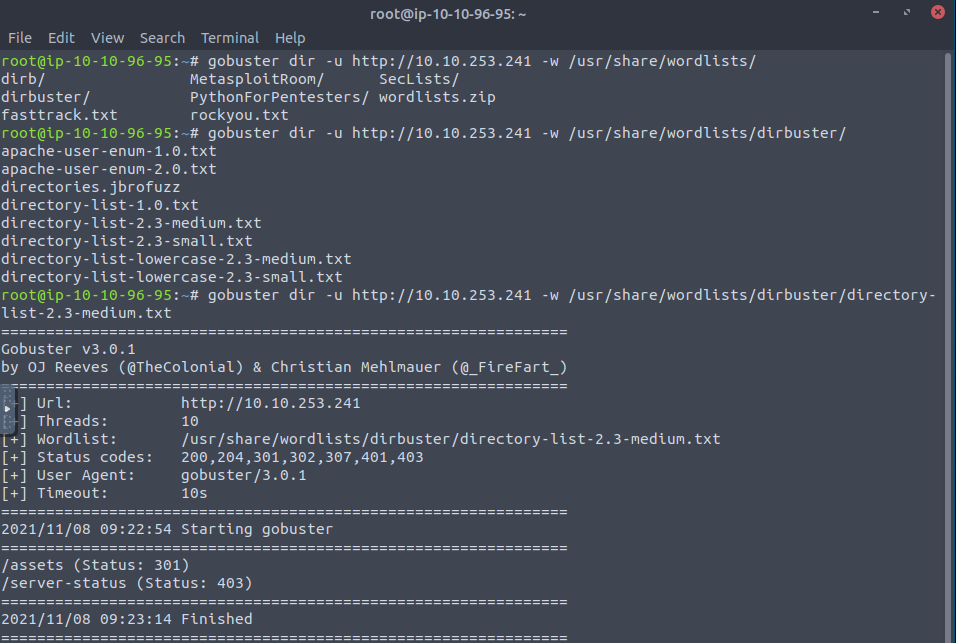 root@ip-10-10-96-95: ~
File Edit View Search Terminal Help
root@ip-10-10-96-95:~# gobuster dir -u http://10.10.253.241 -w /usr/share/wordlists/
dirb/ MetasploitRoom/ SecLists/
dirbuster/ PythonForPentesters/ wordlists.zip
fasttrack.txt rockyou.txt
root@ip-10-10-96-95:~# gobuster dir -u http://10.10.253.241 -w /usr/share/wordlists/dirbuster/
apache-user-enum-1.0.txt
apache-user-enum-2.0.txt
directories.jbrofuzz
directory-list-1.0.txt
directory-list-2.3-medium.txt
directory-list-2.3-small.txt
directory-list-lowercase-2.3-medium.txt
directory-list-lowercase-2.3-small.txt
root@ip-10-10-96-95:~# gobuster dir -u http://10.10.253.241 -w /usr/share/wordlists/dirbuster/directory-
list-2.3-medium.txt
===============================================================
Gobuster v3.0.1
by OJ Reeves (@TheColonial) & Christian Mehlmauer (@_FireFart_)
===============================================================
[+] Url: http://10.10.253.241
[+] Threads: 10
[+] Wordlist: /usr/share/wordlists/dirbuster/directory-list-2.3-medium.txt
[+] Status codes: 200,204,301,302,307,401,403
[+] User Agent: gobuster/3.0.1
[+] Timeout: 10s
===============================================================
2021/11/08 09:22:54 Starting gobuster
===============================================================
/assets (Status: 301)
/server-status (Status: 403)
===============================================================
2021/11/08 09:23:14 Finished
===============================================================